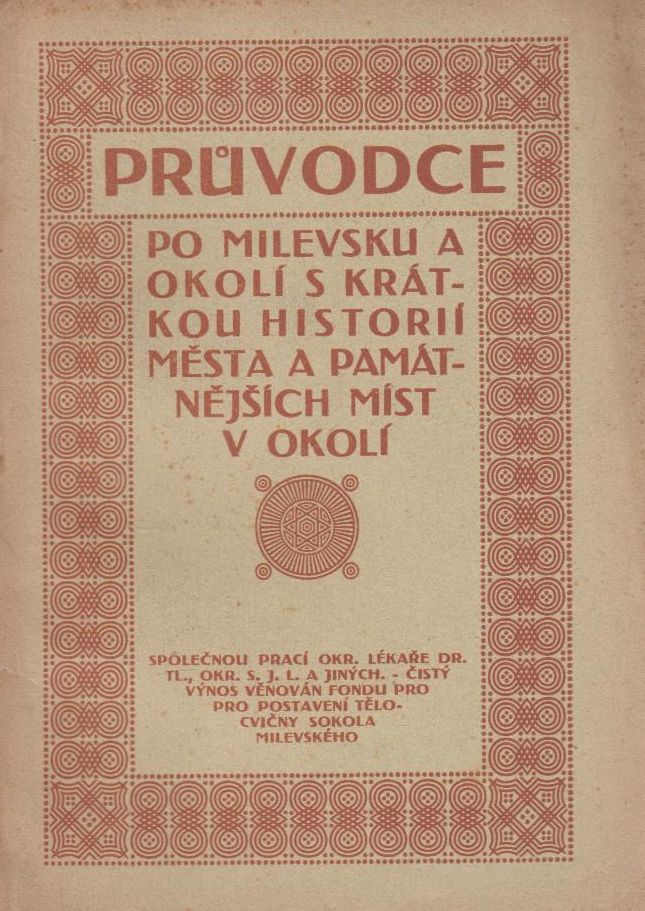 PRŮVODCE
PO MILEVSKU A
OKOLÍ S KRÁT-
KOU HISTORIÍ
MĚSTA A PAMÁT-
NĚJŠÍCH MÍST
V OKOLÍ
SPOLEČNOU PRACÍ OKR. LÉKAŘE DR.
TL., OKR. S. J. L. A JINÝCH. - ČISTÝ
VÝNOS VĚNOVÁN FONDU PRO
PRO POSTAVENÍ TĚLO-
CVIČNY SOKOLA
MILEVSKÉHO